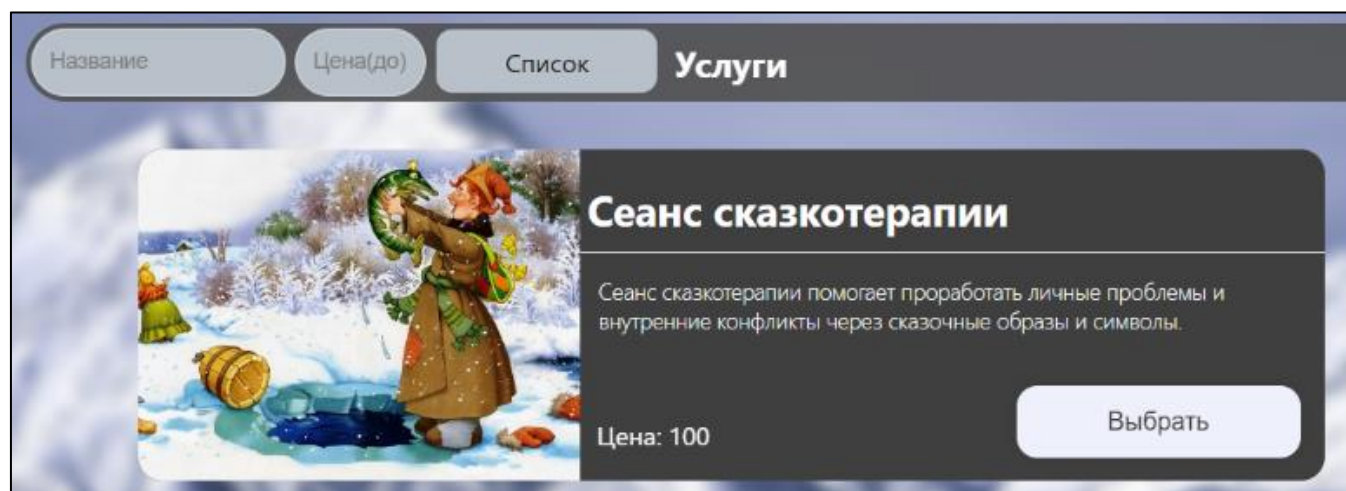 Название
Цена(до)
Список
Услуги
Сеанс сказкотерапии
Сеанс сказкотерапии помогает проработать личные проблемы и
внутренние конфликты через сказочные образы и символы.
Цена: 100
Выбрать